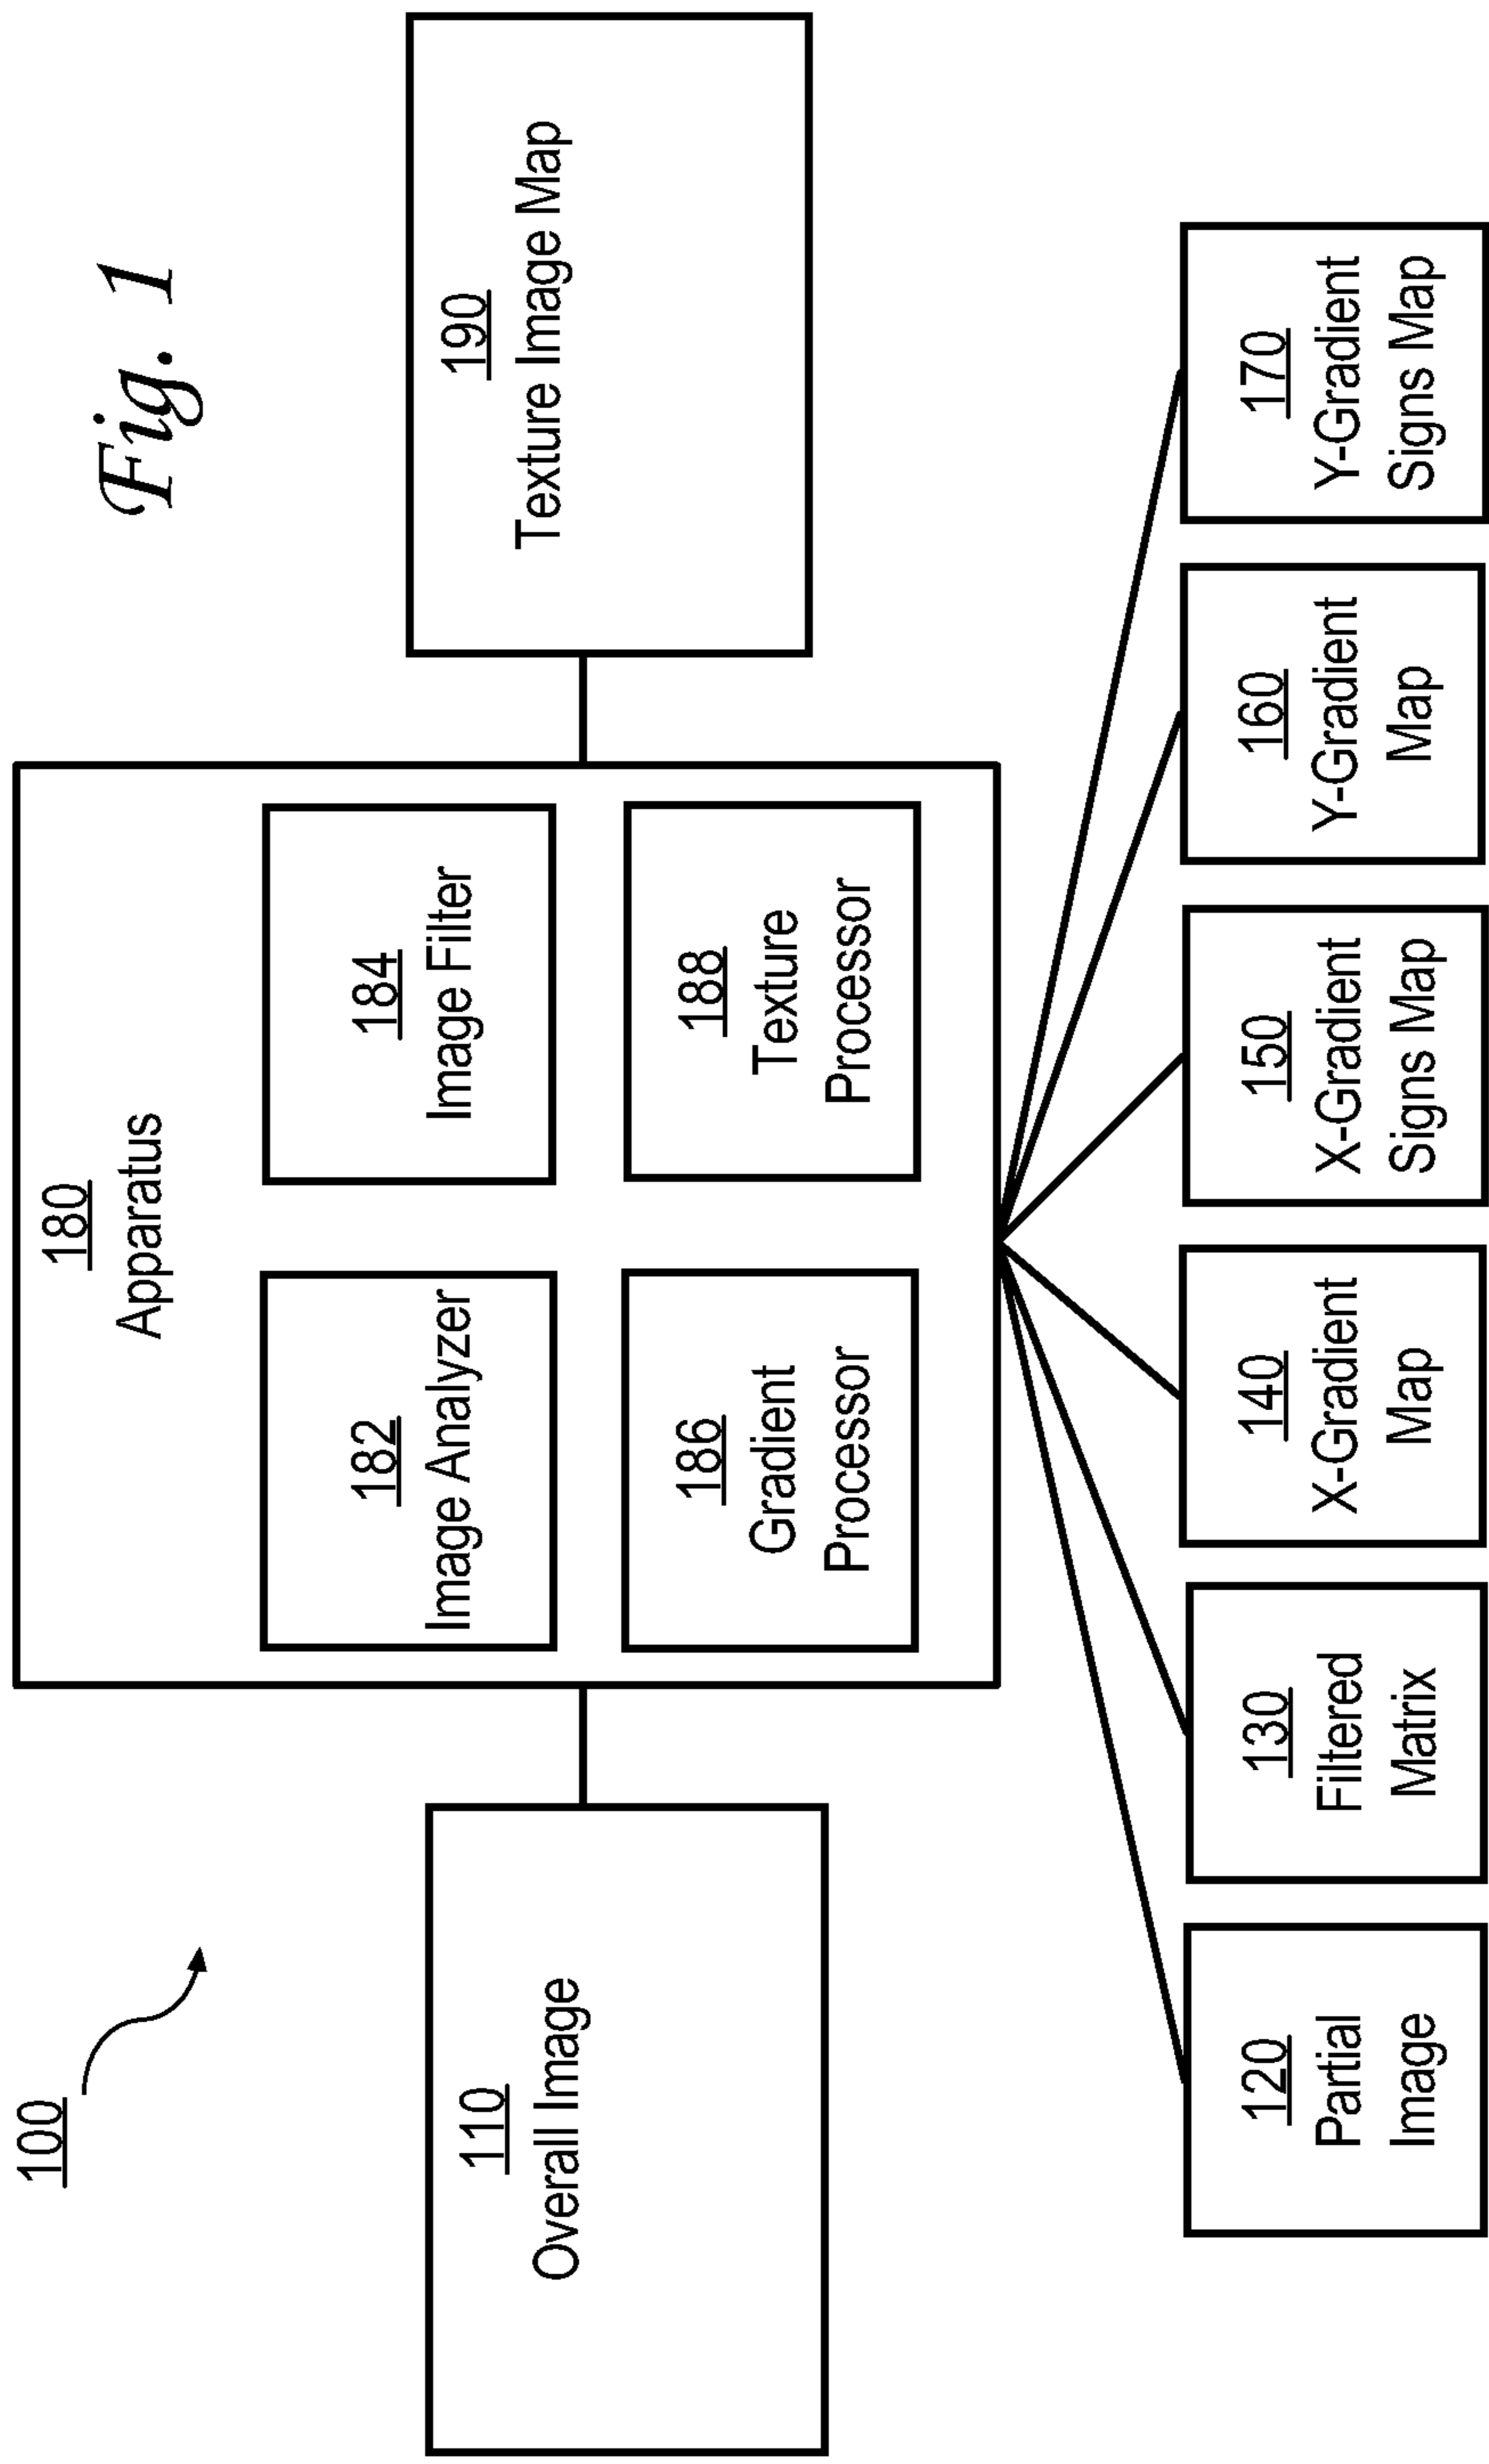 100
Fig. 1
180
Apparatus
182
Image Analyzer
184
Image Filter
186
Gradient
Processor
188
Texture
Processor
110
Overall Image
190
Texture Image Map
120
Partial
Image
130
Filtered
Matrix
140
X-Gradient
Map
150
X-Gradient
Signs Map
160
Y-Gradient
Map
170
Y-Gradient
Signs Map